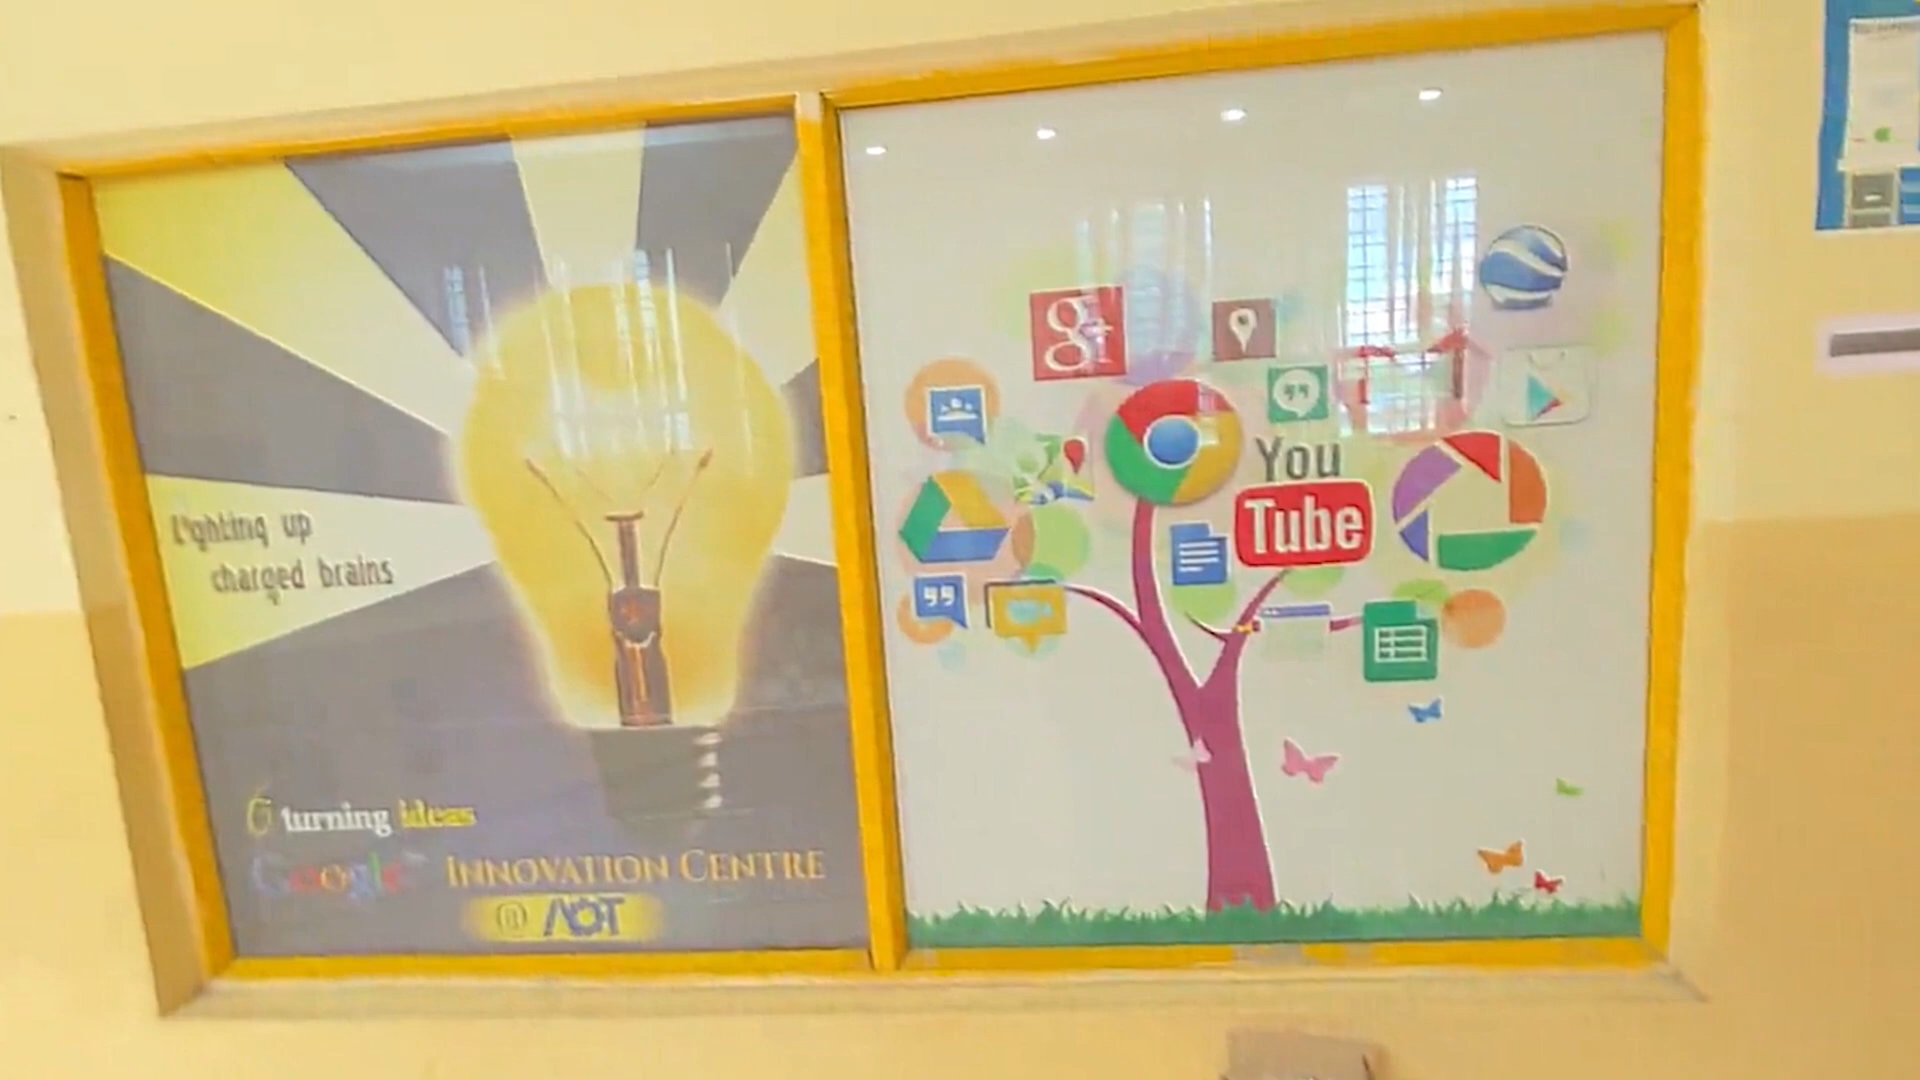 Lighting up
charged brains
turning ideas
Google INNOVATION CENTRE
@ AOT
g+
You
Tube